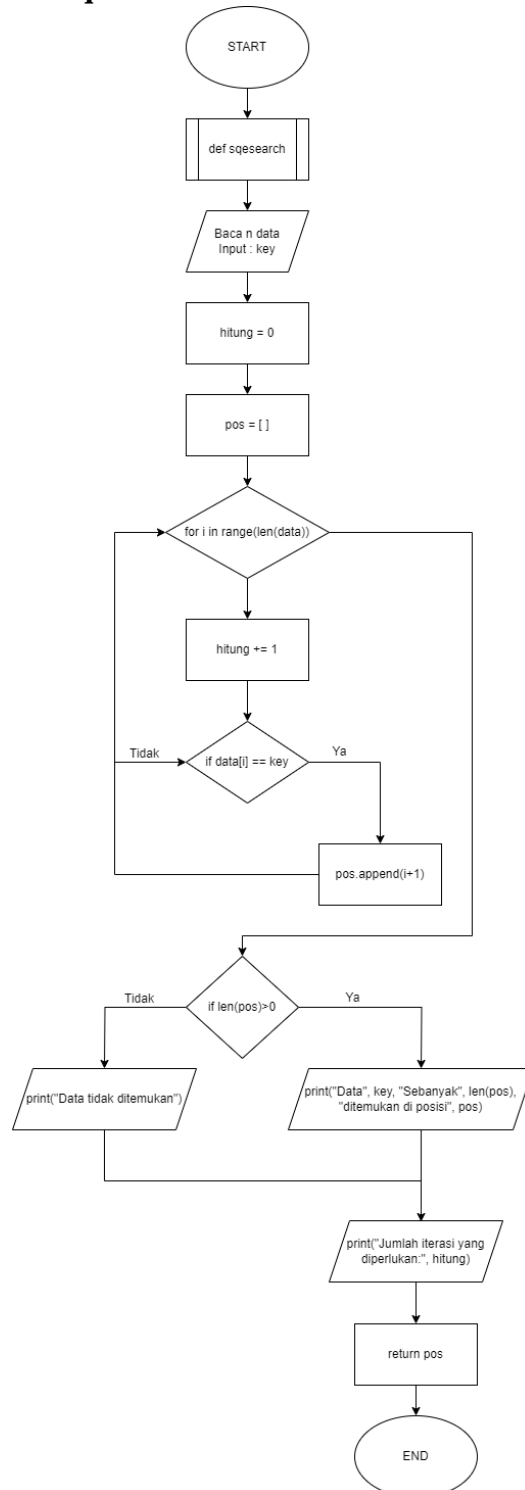 START
def sqesearch
Baca n data
Input : key
hitung = 0
pos = [ ]
for i in range(len(data))
hitung += 1
Tidak
if data[i] == key
Ya
pos.append(i+1)
Tidak
if len(pos)>0
Ya
print("Data tidak ditemukan")
print("Data", key, "Sebanyak", len(pos),
"ditemukan di posisi", pos)
print("Jumlah iterasi yang
diperlukan:", hitung)
return pos
END